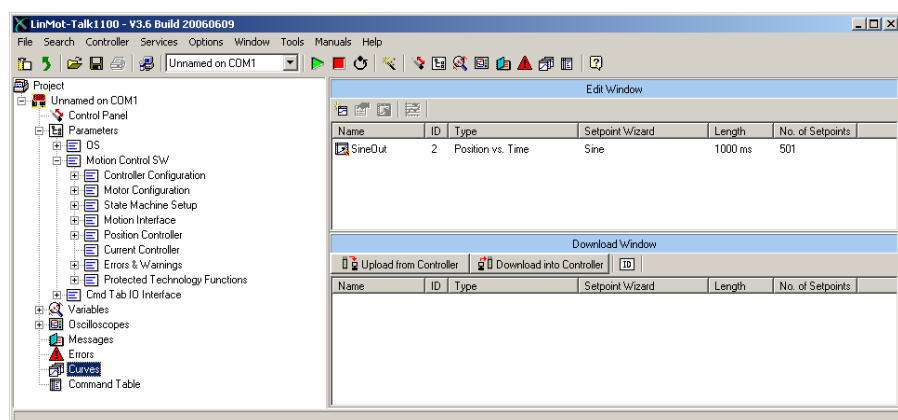 LinMot-Talk1100 - V3.6 Build 20060609
File Search Controller Services Options Window Tools Manuals Help
Unnamed on COM1
Project
Unnamed on COM1
Control Panel
Parameters
OS
Motion Control SW
Controller Configuration
Motor Configuration
State Machine Setup
Motion Interface
Position Controller
Current Controller
Errors & Warnings
Protected Technology Functions
Cmd Tab IO Interface
Variables
Oscilloscopes
Messages
Errors
Curves
Command Table
Edit Window
Name ID Type Setpoint Wizard Length No. of Setpoints
SineOut 2 Position vs. Time Sine 1000 ms 501
Download Window
Upload from Controller Download into Controller ID
Name ID Type Setpoint Wizard Length No. of Setpoints